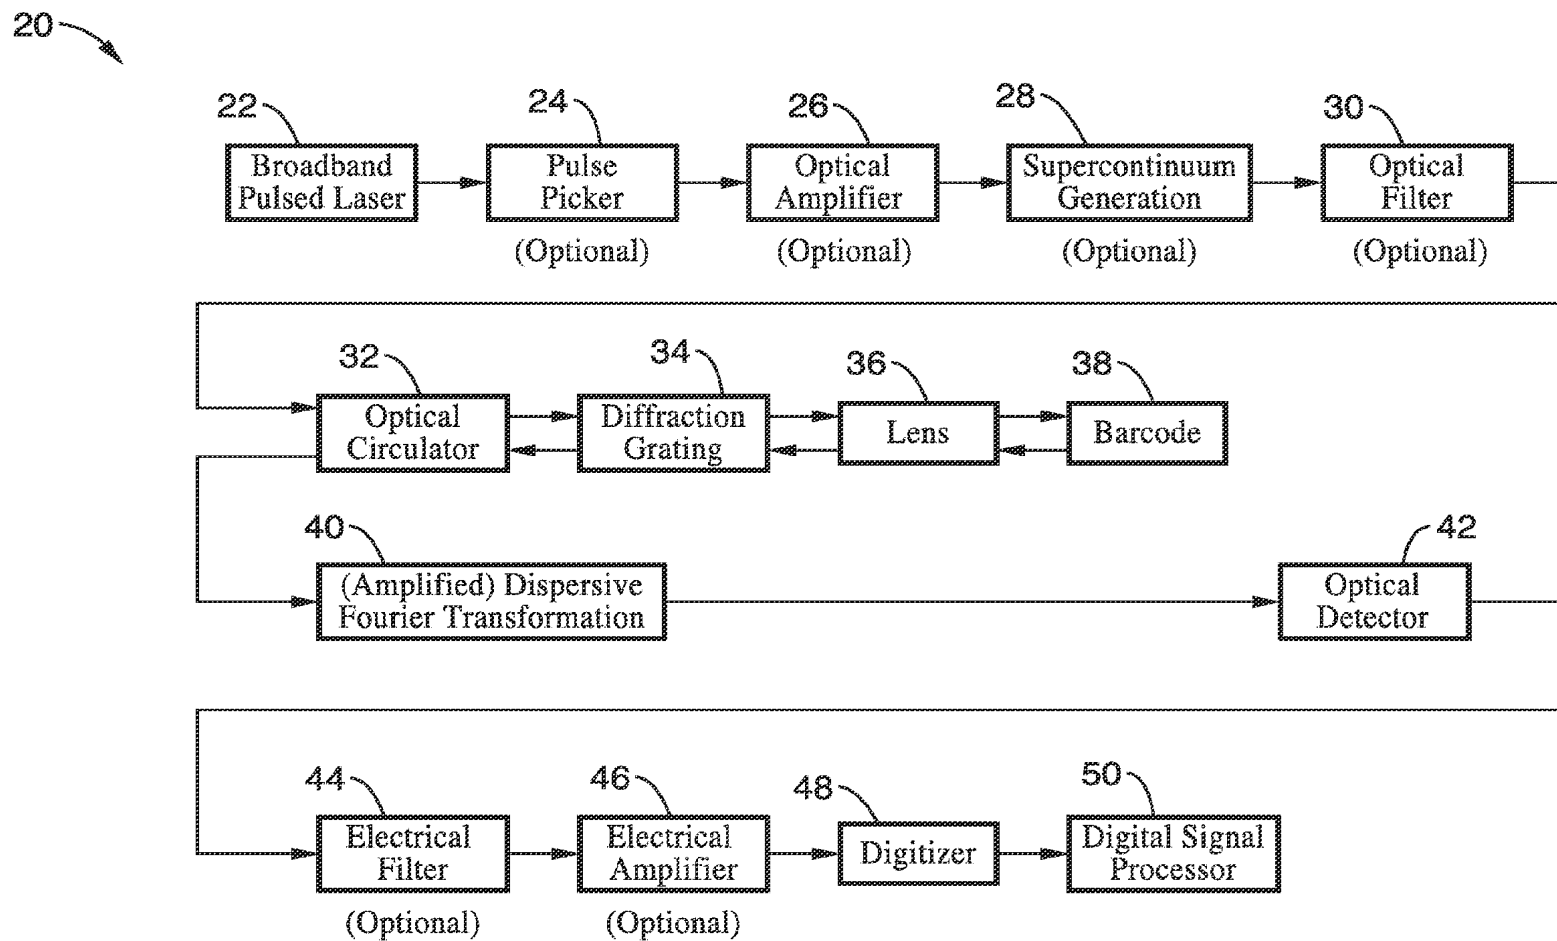 20
22
24
26
28
30
Broadband
Pulsed Laser
Pulse
Picker
(Optional)
Optical
Amplifier
(Optional)
Supercontinuum
Generation
(Optional)
Optical
Filter
(Optional)
32
34
36
38
Optical
Circulator
Diffraction
Grating
Lens
Barcode
40
42
(Amplified) Dispersive
Fourier Transformation
Optical
Detector
44
46
48
50
Electrical
Filter
(Optional)
Electrical
Amplifier
(Optional)
Digitizer
Digital Signal
Processor